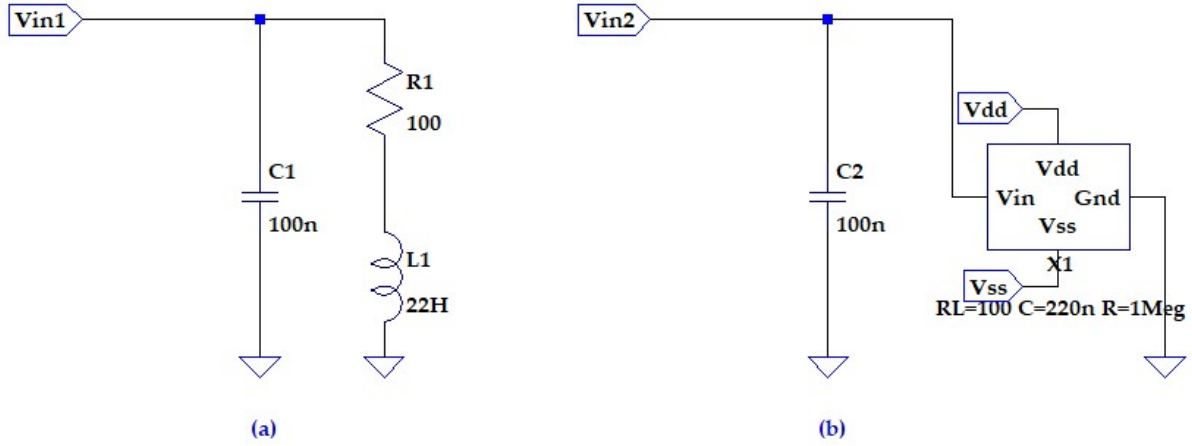 Vin1
R1
100
C1
100n
L1
22H
(a)
Vin2
C2
100n
Vdd
Vdd
Vin Gnd
Vss
X1
Vss
RL=100 C=220n R=1Meg
(b)